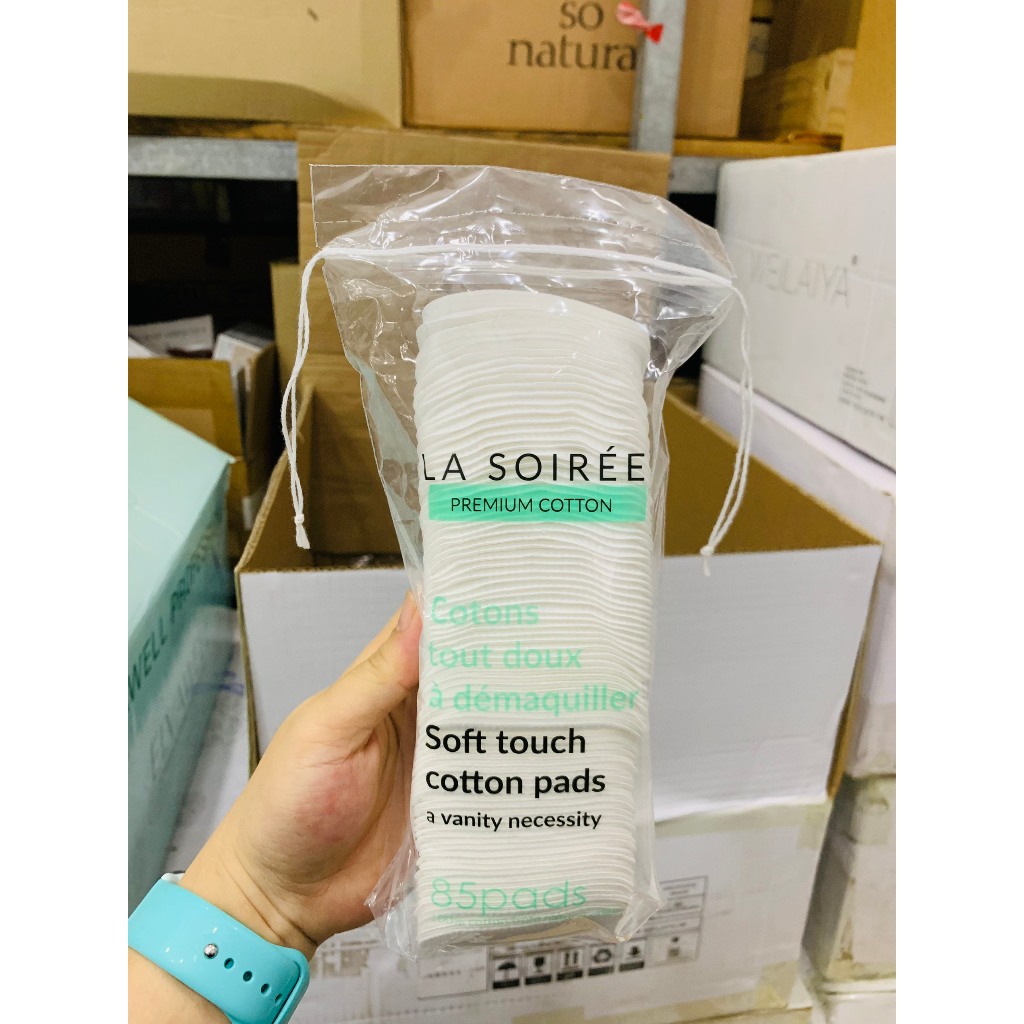 so
natura
LA SOIRÉE
PREMIUM COTTON
Cotons
tout doux
à démaquiller
Soft touch
cotton pads
a vanity necessity
85pads